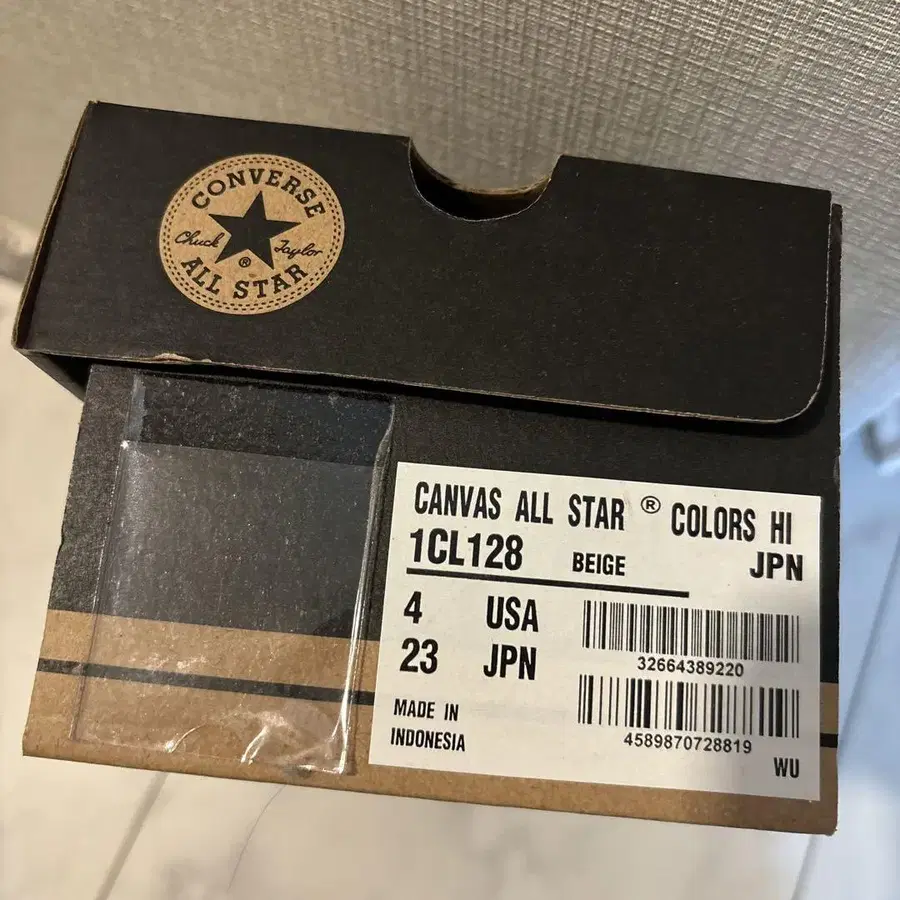 CONVERSE
Chuck Taylor
®
ALL STAR
CANVAS ALL STAR ® COLORS HI
1CL128 BEIGE JPN
4 USA
23 JPN
32664389220
MADE IN
INDONESIA
4589870728819
WU